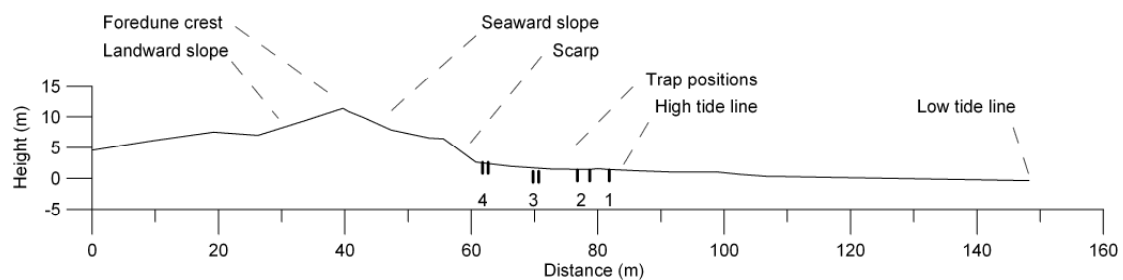 Foredune crest
Seaward slope
Landward slope
Scarp
Trap positions
High tide line
Low tide line
15
10
5
0
-5
Height (m)
4
3
2
1
0 20 40 60 80 100 120 140 160
Distance (m)